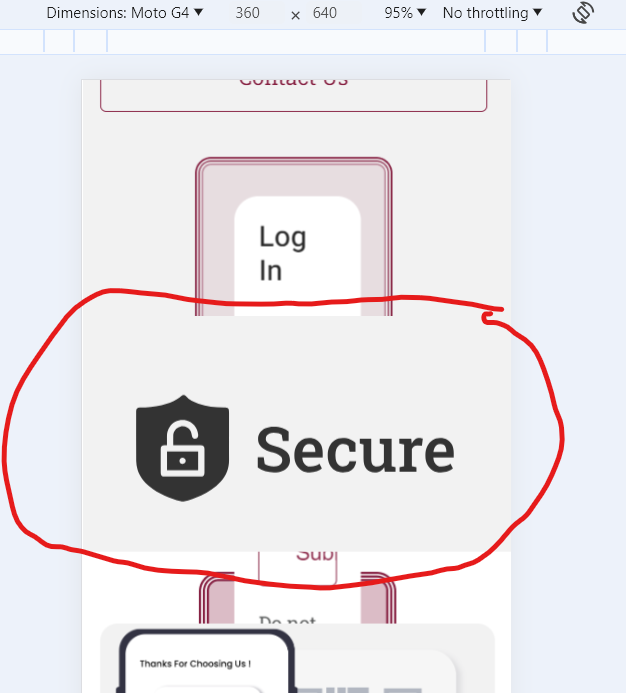 Dimensions: Moto G4 ▼ 360 × 640 95% ▼ No throttling ▼
Contact Us
Log
In
Secure
Sub
Do not
Thanks For Choosing Us !